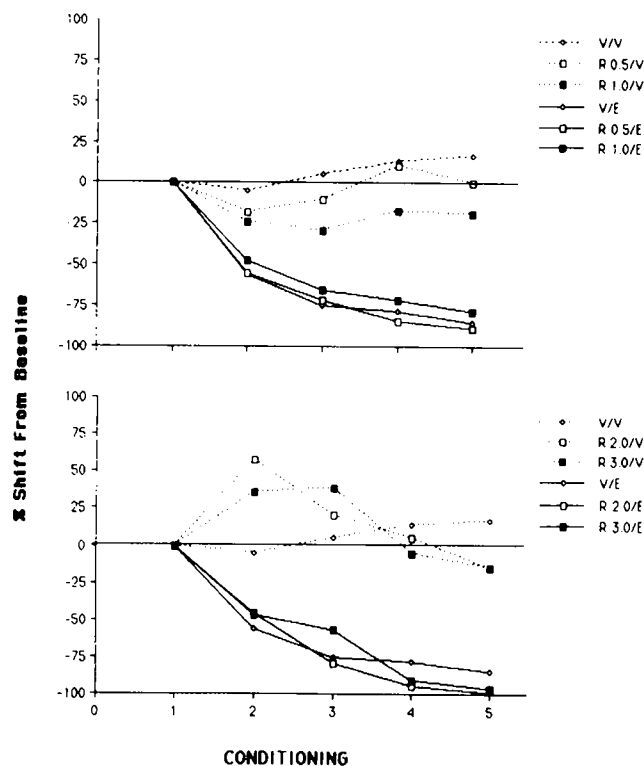 100
75
50
25
0
-25
-50
-75
-100
V/V
R 0.5/V
R 1.0/V
V/E
R 0.5/E
R 1.0/E
% Shift From Baseline
100
75
50
25
0
-25
-50
-75
-100
0 1 2 3 4 5
V/V
R 2.0/V
R 3.0/V
V/E
R 2.0/E
R 3.0/E
CONDITIONING